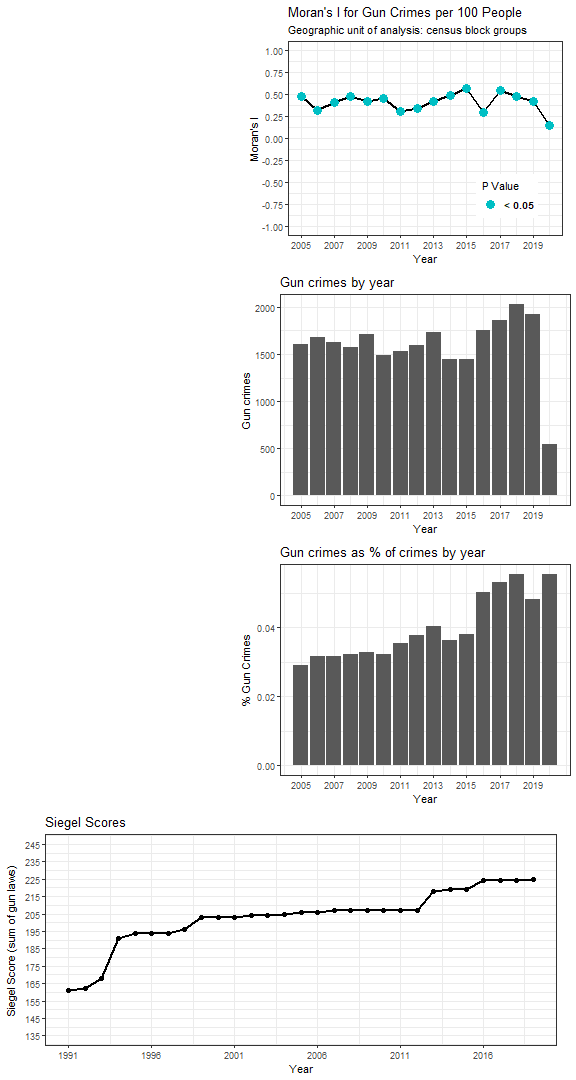 Moran's I for Gun Crimes per 100 People
Geographic unit of analysis: census block groups
1.00
0.75
0.50
0.25
0.00
-0.25
-0.50
-0.75
-1.00
Moran's I
P Value
< 0.05
2005 2007 2009 2011 2013 2015 2017 2019
Year
Gun crimes by year
2000
1500
1000
500
0
Gun crimes
2005 2007 2009 2011 2013 2015 2017 2019
Year
Gun crimes as % of crimes by year
0.04
0.02
0.00
% Gun Crimes
2005 2007 2009 2011 2013 2015 2017 2019
Year
Siegel Scores
245
235
225
215
205
195
185
175
165
155
145
135
Siegel Score (sum of gun laws)
1991 1996 2001 2006 2011 2016
Year